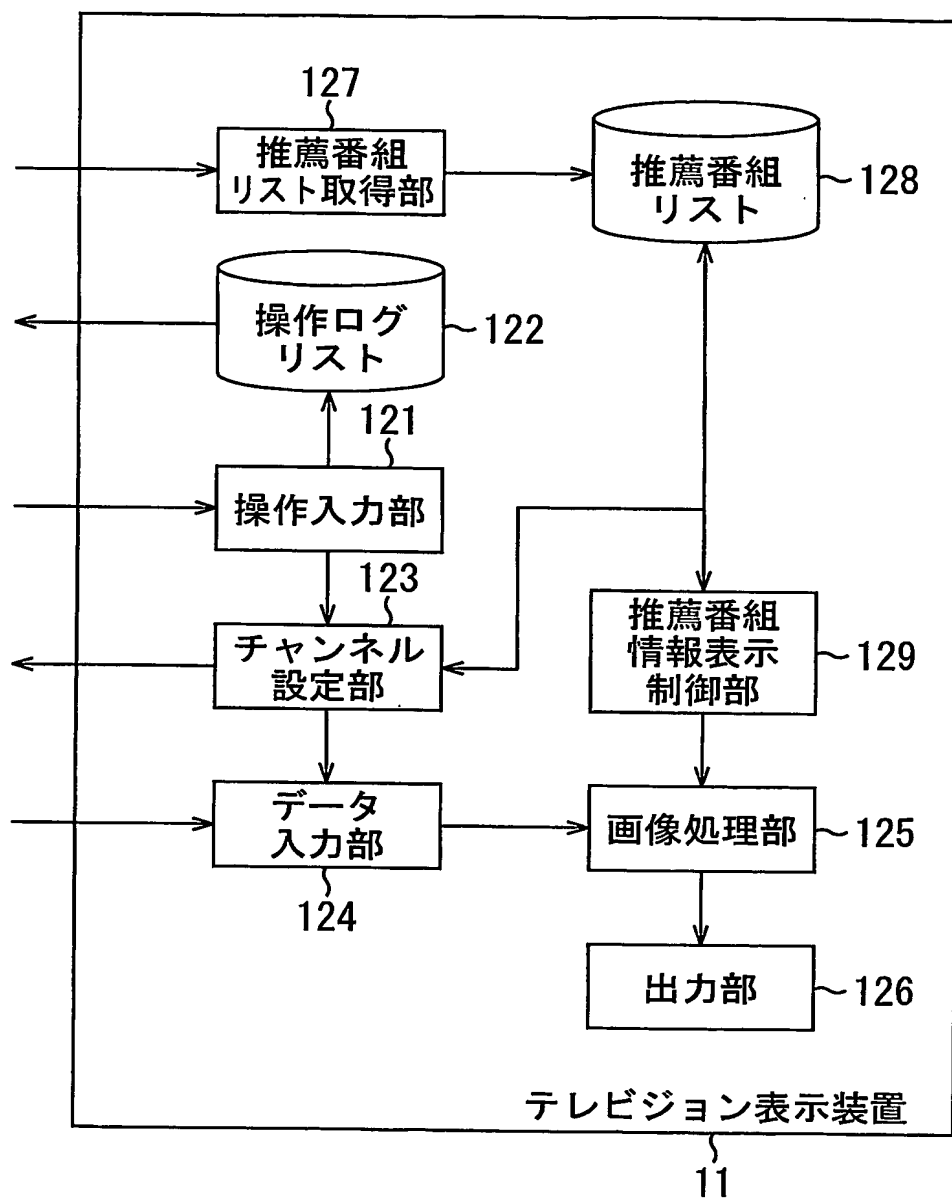 127
推薦番組
リスト取得部
推薦番組
リスト
128
操作ログ
リスト
122
121
操作入力部
123
チャンネル
設定部
推薦番組
情報表示
制御部
129
データ
入力部
124
画像処理部
125
出力部
126
テレビジョン表示装置
11